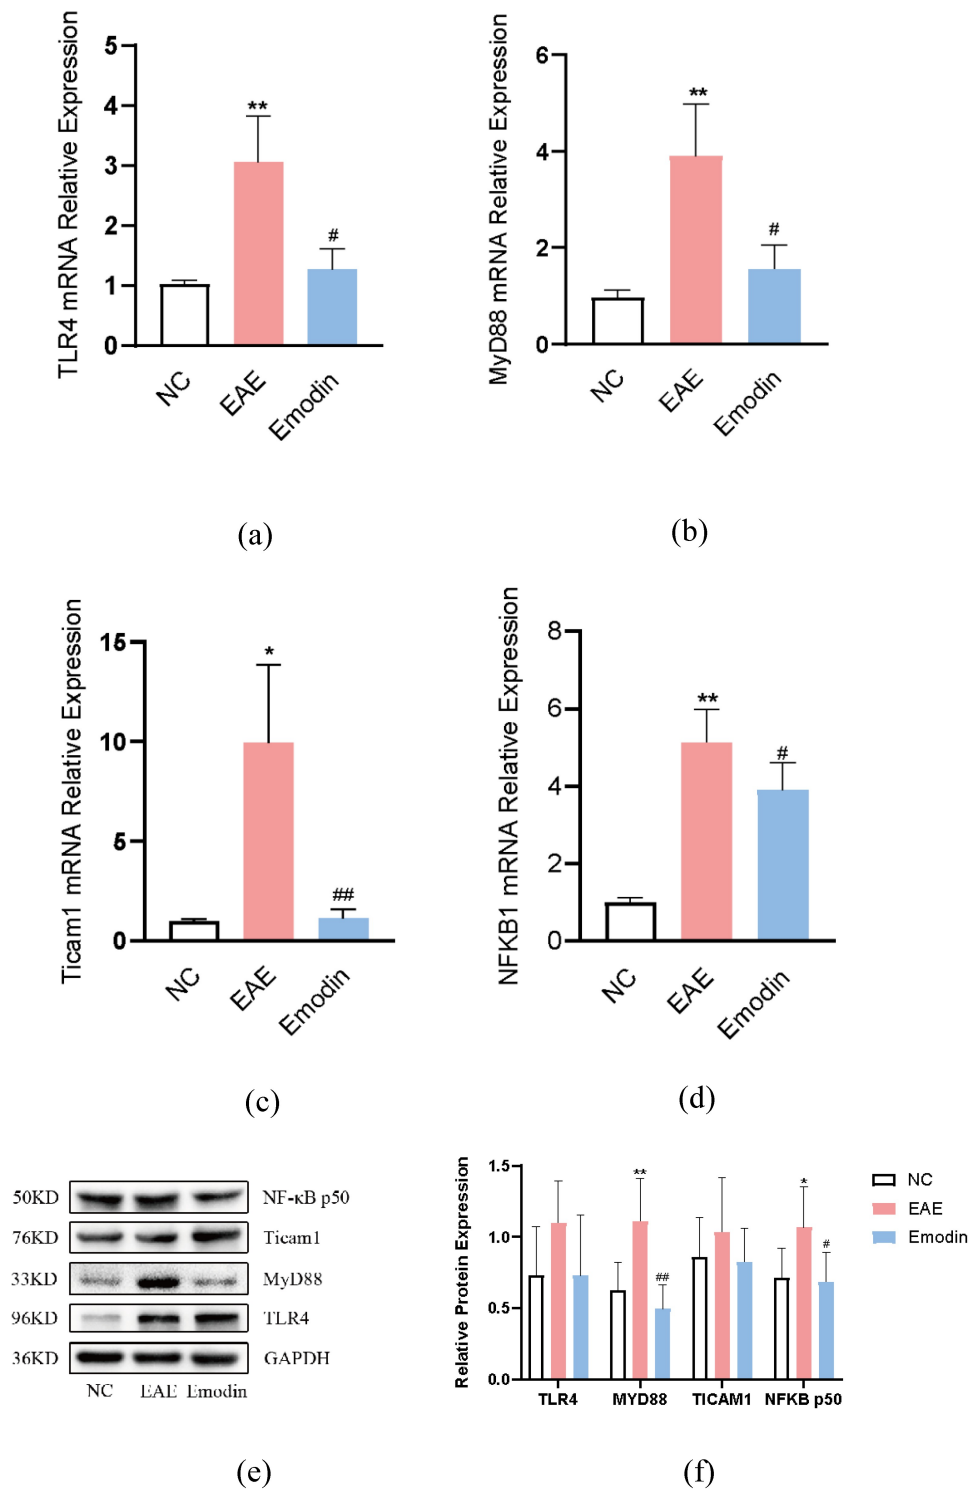 TLR4 mRNA Relative Expression
5
4
3
2
1
0
**
#
NC
EAE
Emodin
(a)
MyD88 mRNA Relative Expression
6
4
2
0
**
#
NC
EAE
Emodin
(b)
Ticam1 mRNA Relative Expression
15
10
5
0
*
##
NC
EAE
Emodin
(c)
NFKB1 mRNA Relative Expression
8
6
4
2
0
**
#
NC
EAE
Emodin
(d)
50KD NF-κB p50
76KD Ticam1
33KD MyD88
96KD TLR4
36KD GAPDH
NC EAE Emodin
(e)
Relative Protein Expression
1.5
1.0
0.5
0.0
**
##
*
#
TLR4 MYD88 TICAM1 NFKB p50
NC
EAE
Emodin
(f)